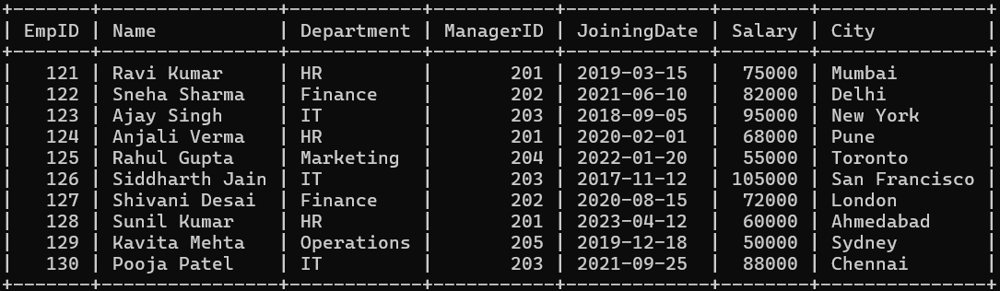 +-------+----------------+------------+-----------+-------------+--------+---------------+
| EmpID | Name           | Department | ManagerID | JoiningDate | Salary | City          |
+-------+----------------+------------+-----------+-------------+--------+---------------+
|   121 | Ravi Kumar     | HR         |       201 | 2019-03-15  |  75000 | Mumbai        |
|   122 | Sneha Sharma   | Finance    |       202 | 2021-06-10  |  82000 | Delhi         |
|   123 | Ajay Singh     | IT         |       203 | 2018-09-05  |  95000 | New York      |
|   124 | Anjali Verma   | HR         |       201 | 2020-02-01  |  68000 | Pune          |
|   125 | Rahul Gupta    | Marketing  |       204 | 2022-01-20  |  55000 | Toronto       |
|   126 | Siddharth Jain | IT         |       203 | 2017-11-12  | 105000 | San Francisco |
|   127 | Shivani Desai  | Finance    |       202 | 2020-08-15  |  72000 | London        |
|   128 | Sunil Kumar    | HR         |       201 | 2023-04-12  |  60000 | Ahmedabad     |
|   129 | Kavita Mehta   | Operations |       205 | 2019-12-18  |  50000 | Sydney        |
|   130 | Pooja Patel    | IT         |       203 | 2021-09-25  |  88000 | Chennai       |
+-------+----------------+------------+-----------+-------------+--------+---------------+